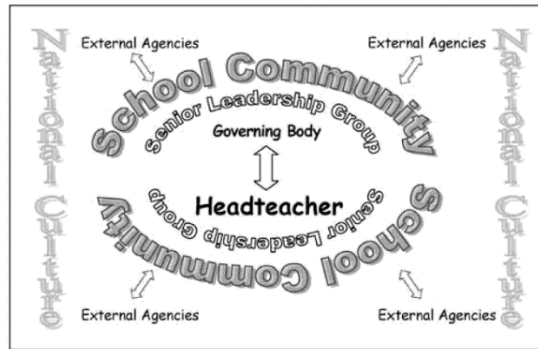 National Culture
External Agencies
External Agencies
National Culture
School Community
Senior Leadership Group
Governing Body
Headteacher
Senior Leadership Group
School Community
External Agencies
External Agencies